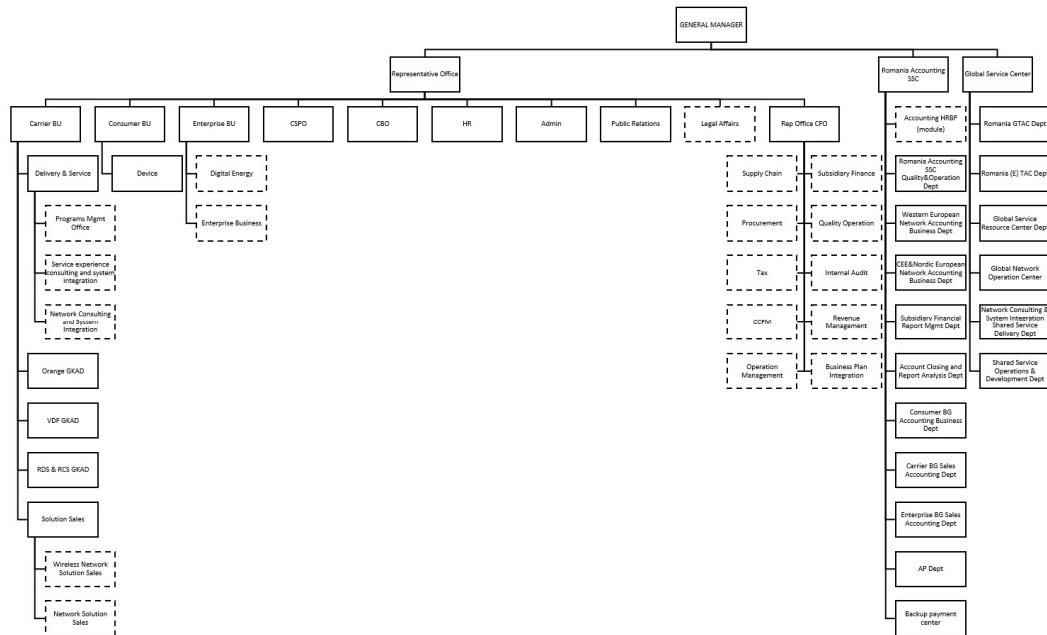 GENERAL MANAGER
Representative Office
Romania Accounting
SSC
Global Service Center
Carrier BU
Consumer BU
Enterprise BU
CSPO
CBO
HR
Admin
Public Relations
Legal Affairs
Rep Office CFO
Accounting HRBP
(module)
Romania GTAC Dept
Delivery & Service
Device
Digital Energy
Supply Chain
Subsidiary Finance
Romania Accounting
SSC
Quality&Operation
Dept
Romania (E) TAC Dept
Programs Mgmt
Office
Enterprise Business
Procurement
Quality Operation
Western European
Network Accounting
Business Dept
Global Service
Resource Center Dept
Service experience
consulting and system
integration
Tax
Internal Audit
CEE&Nordic European
Network Accounting
Business Dept
Global Network
Operation Center
Network Consulting
and System
Integration
CCPM
Revenue
Management
Subsidiary Financial
Report Mgmt Dept
Network Consulting &
System Integration
Shared Service
Delivery Dept
Orange GKAD
Operation
Management
Business Plan
Integration
Account Closing and
Report Analysis Dept
Shared Service
Operations &
Development Dept
VDF GKAD
Consumer BG
Accounting Business
Dept
RDS & RCS GKAD
Carrier BG Sales
Accounting Dept
Solution Sales
Enterprise BG Sales
Accounting Dept
Wireless Network
Solution Sales
AP Dept
Network Solution
Sales
Backup payment
center